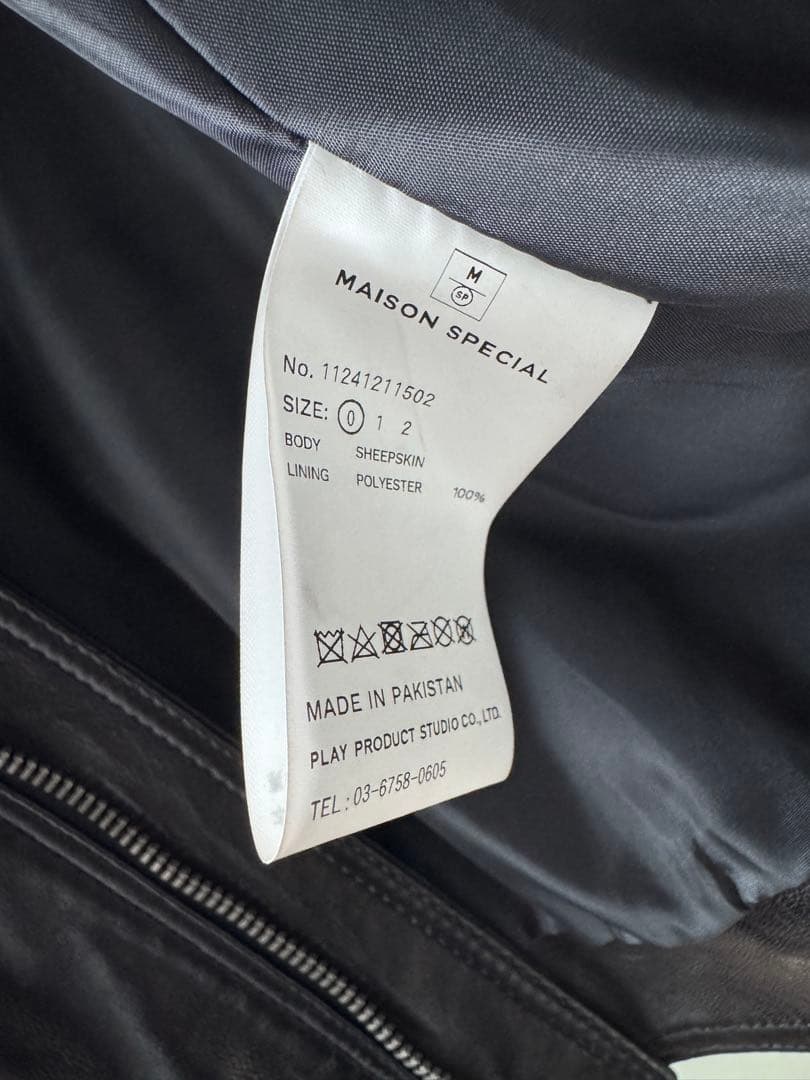 M
SP
MAISON SPECIAL
No. 11241211502
SIZE: 0 1 2
BODY SHEEPSKIN
LINING POLYESTER 100%
MADE IN PAKISTAN
PLAY PRODUCT STUDIO CO., LTD.
TEL : 03-6758-0605